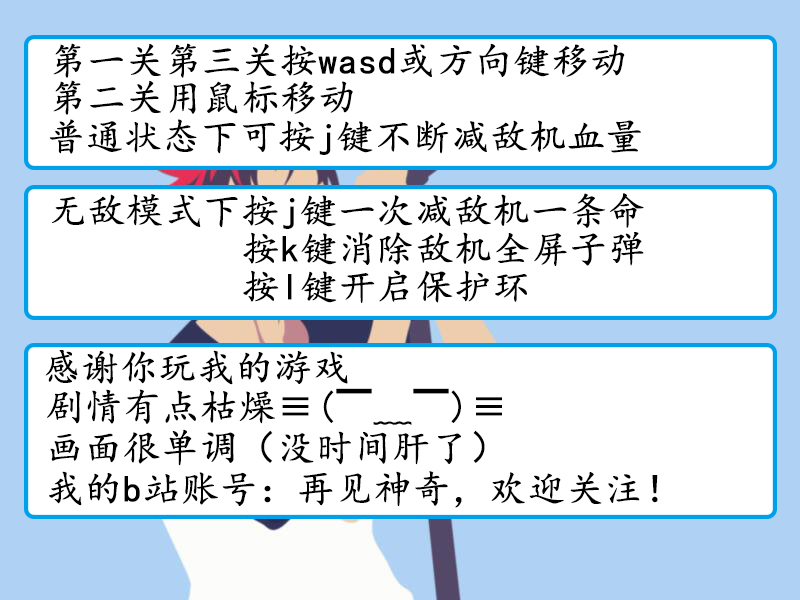 第一关第三关按wasd或方向键移动
第二关用鼠标移动
普通状态下可按j键不断减敌机血量
无敌模式下按j键一次减敌机一条命
按k键消除敌机全屏子弹
按l键开启保护环
感谢你玩我的游戏
剧情有点枯燥≡(▔﹏▔)≡
画面很单调（没时间肝了）
我的b站账号：再见神奇，欢迎关注！